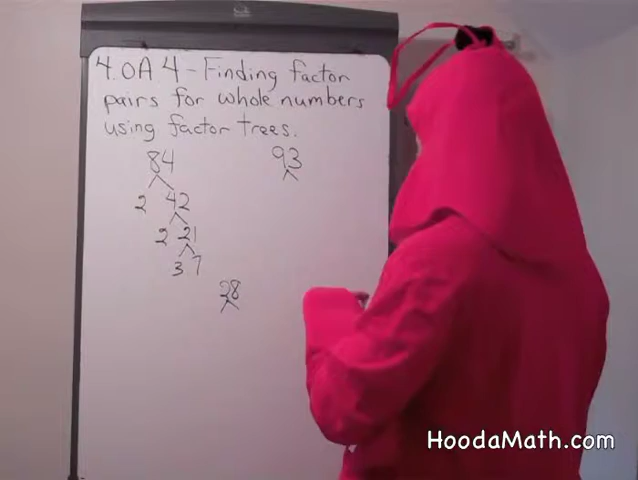 4.OA 4 - Finding factor
pairs for whole numbers
using factor trees.
84
93
2 42
2 21
3 7
28
HoodaMath.com